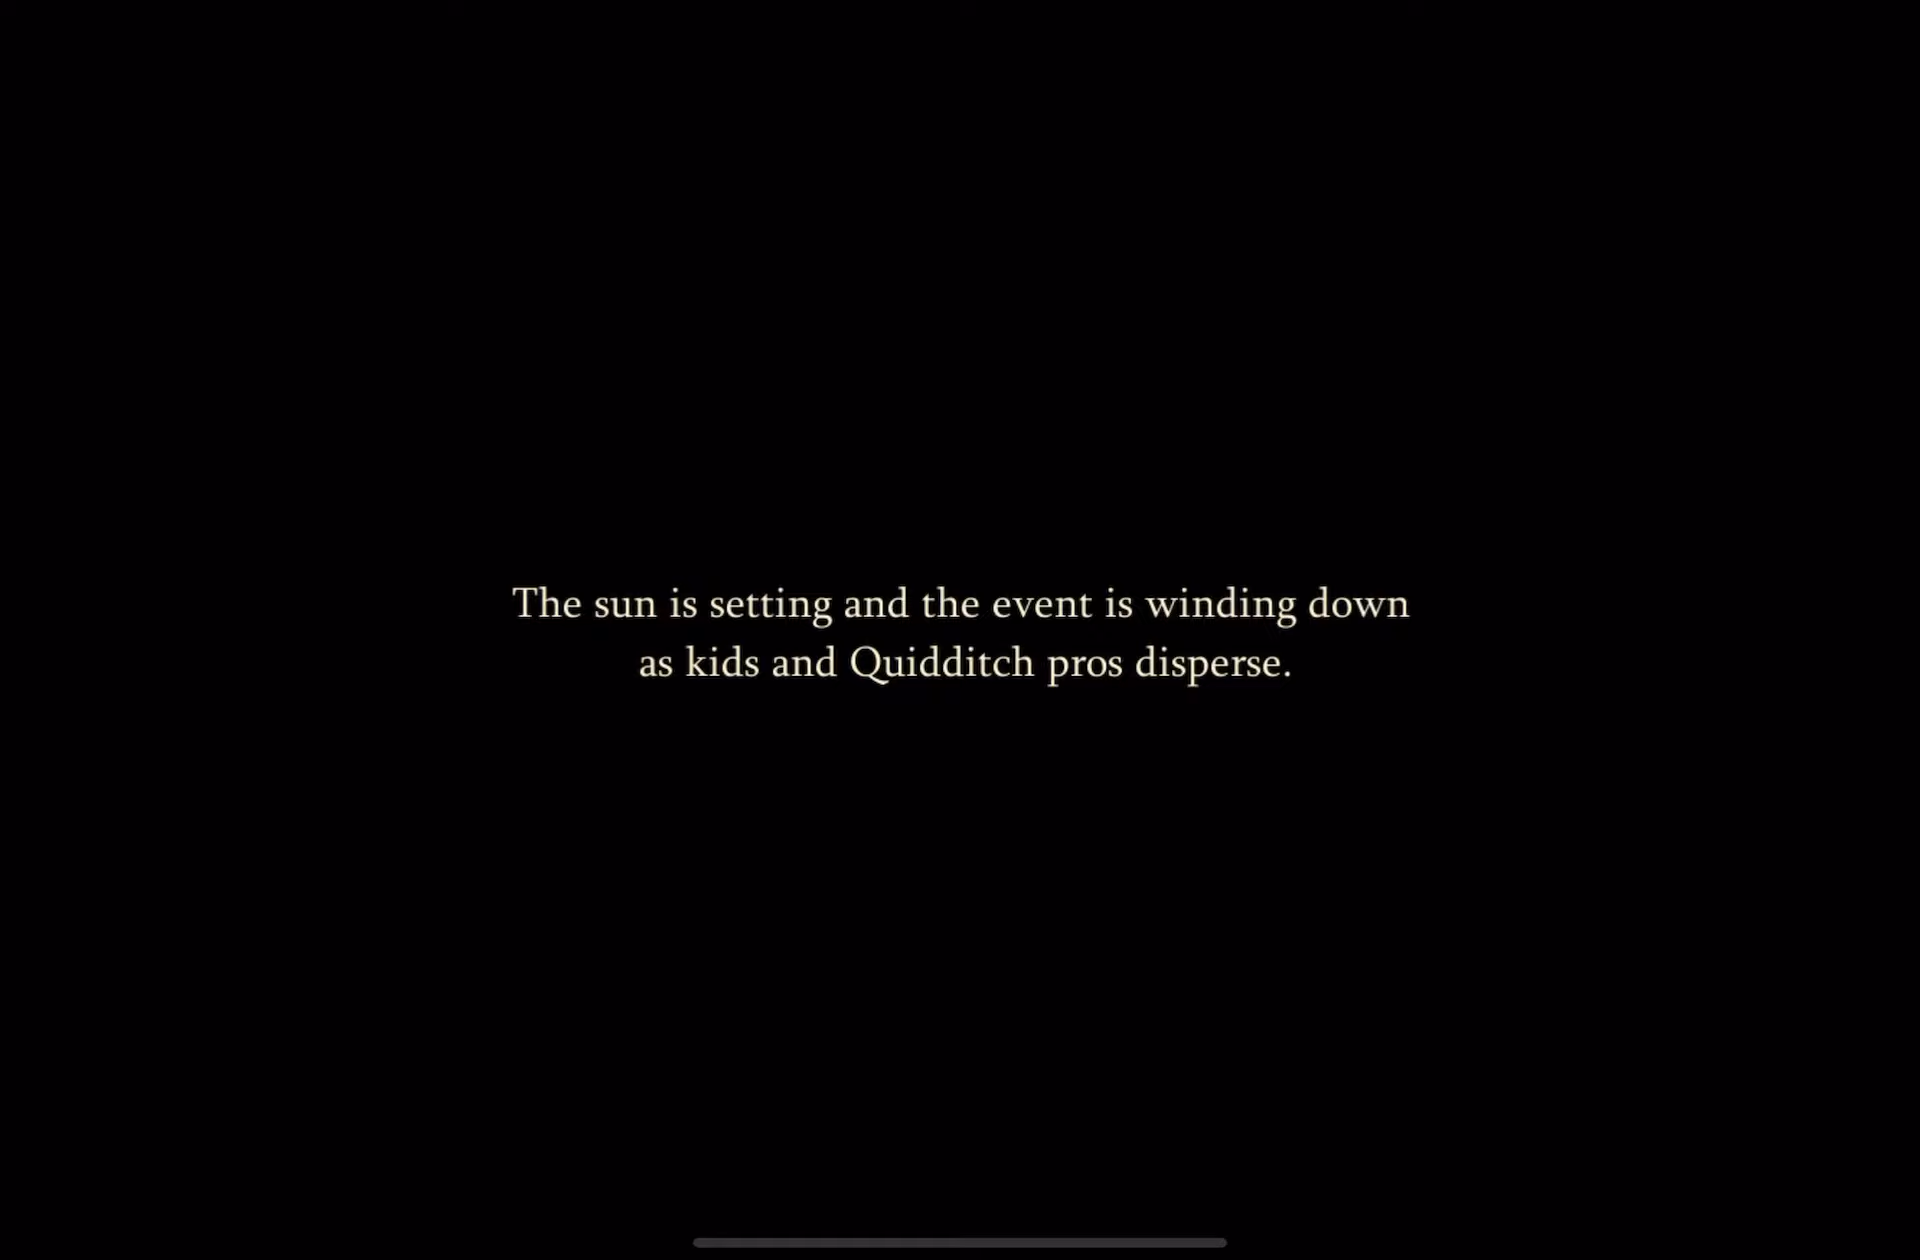 The sun is setting and the event is winding down
as kids and Quidditch pros disperse.